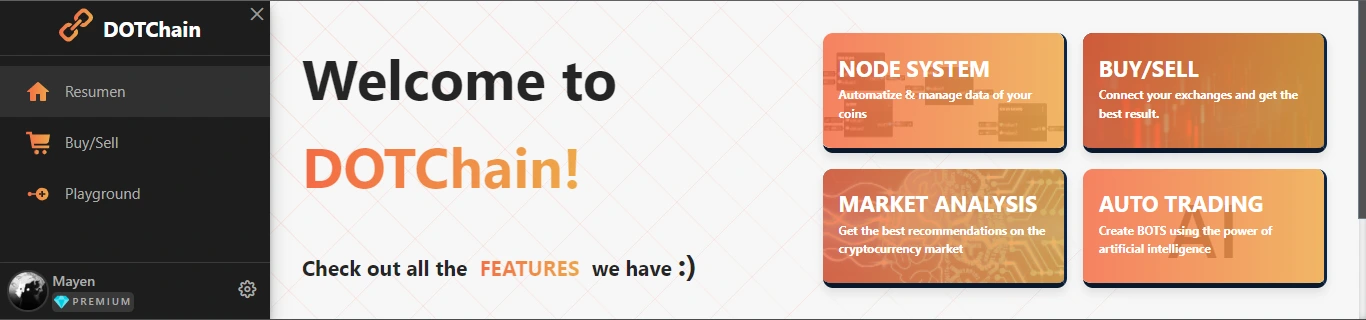 DOTChain
Resumen
Buy/Sell
Playground
Mayen
PREMIUM
Welcome to
DOTChain!
Check out all the FEATURES we have :)
NODE SYSTEM
Automatize & manage data of your
coins
BUY/SELL
Connect your exchanges and get the
best result.
MARKET ANALYSIS
Get the best recommendations on the
cryptocurrency market
AUTO TRADING
Create BOTS using the power of
artificial intelligence
AI